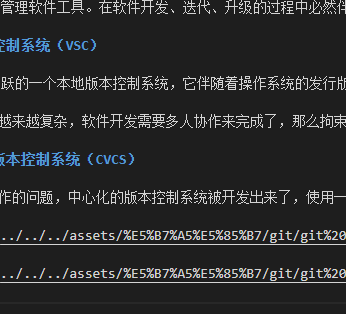 管理软件工具。在软件开发、迭代、升级的过程中必然伴
控制系统（VSC）
跃的一个本地版本控制系统，它伴随着操作系统的发行版
越来越复杂，软件开发需要多人协作来完成了，那么拘束
版本控制系统（CVCS）
作的问题，中心化的版本控制系统被开发出来了，使用一
../../../assets/%E5%B7%A5%E5%85%B7/git/git%20
../../../assets/%E5%B7%A5%E5%85%B7/git/git%20